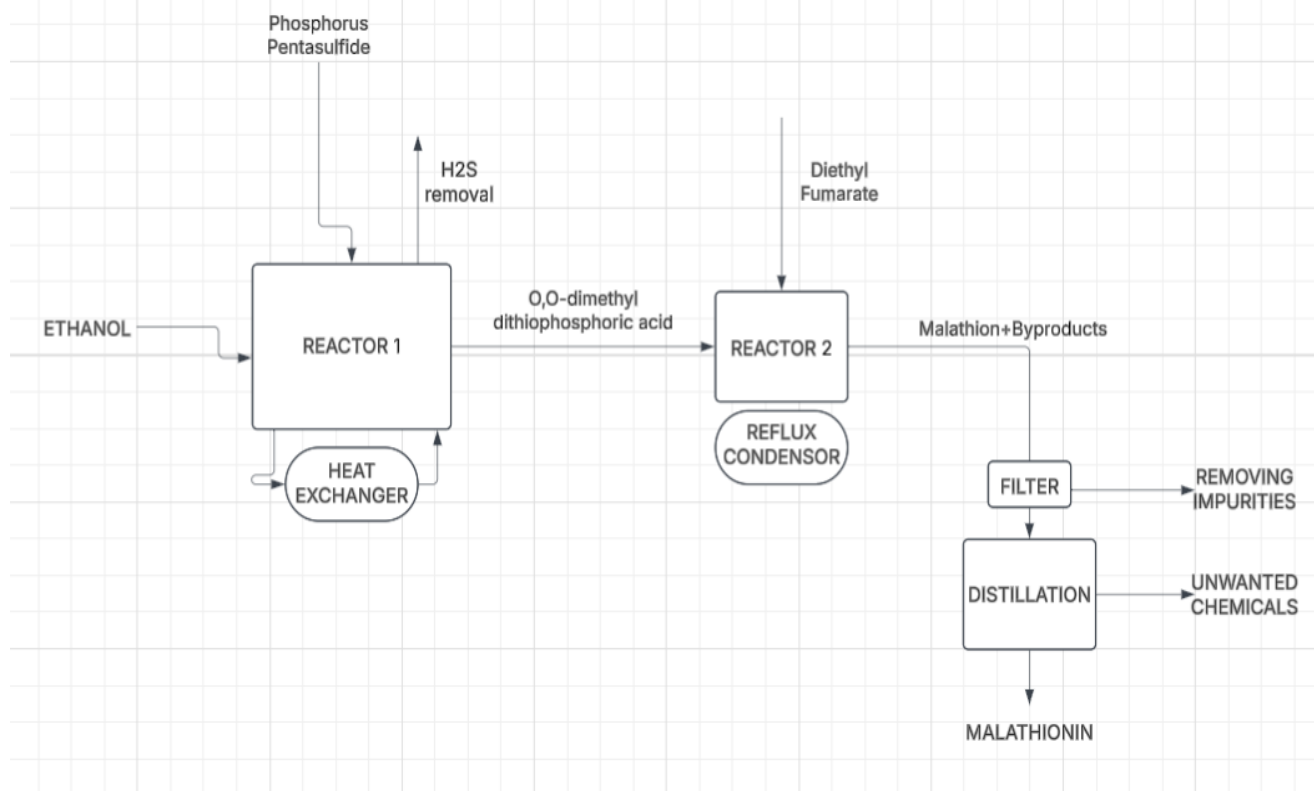 Phosphorus
Pentasulfide
H2S
removal
Diethyl
Fumarate
ETHANOL
REACTOR 1
O,O-dimethyl
dithiophosphoric acid
REACTOR 2
Malathion+Byproducts
REFLUX
CONDENSOR
HEAT
EXCHANGER
FILTER
REMOVING
IMPURITIES
DISTILLATION
UNWANTED
CHEMICALS
MALATHIONIN